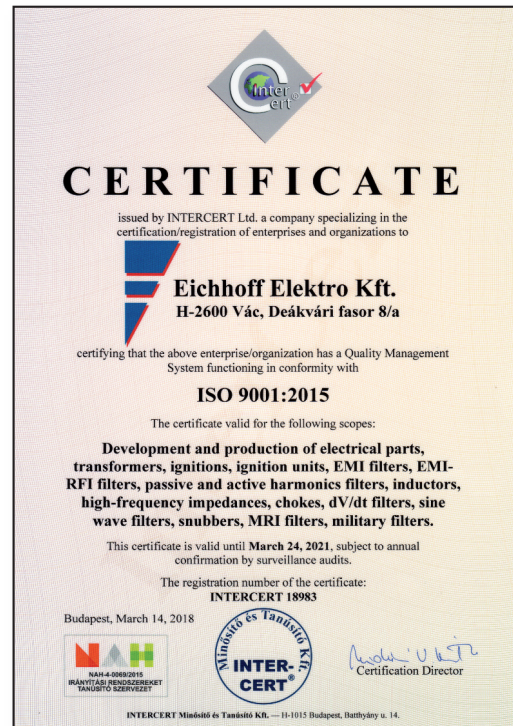 Inter
Cert
CERTIFICATE
issued by INTERCERT Ltd. a company specializing in the
certification/registration of enterprises and organizations to
Eichhoff Elektro Kft.
H-2600 Vác, Deákvári fasor 8/a
certifying that the above enterprise/organization has a Quality Management
System functioning in conformity with
ISO 9001:2015
The certificate valid for the following scopes:
Development and production of electrical parts,
transformers, ignitions, ignition units, EMI filters, EMI-
RFI filters, passive and active harmonics filters, inductors,
high-frequency impedances, chokes, dV/dt filters, sine
wave filters, snubbers, MRI filters, military filters.
This certificate is valid until March 24, 2021, subject to annual
confirmation by surveillance audits.
The registration number of the certificate:
INTERCERT 18983
Budapest, March 14, 2018
NAH
NAH-4-0069/2015
IRÁNYÍTÁSI RENDSZEREKET
TANÚSÍTÓ SZERVEZET
Minősítő és Tanúsító Kft.
INTER-
CERT®
Certification Director
INTERCERT Minősítő és Tanúsító Kft. — H-1015 Budapest, Batthyány u. 14.